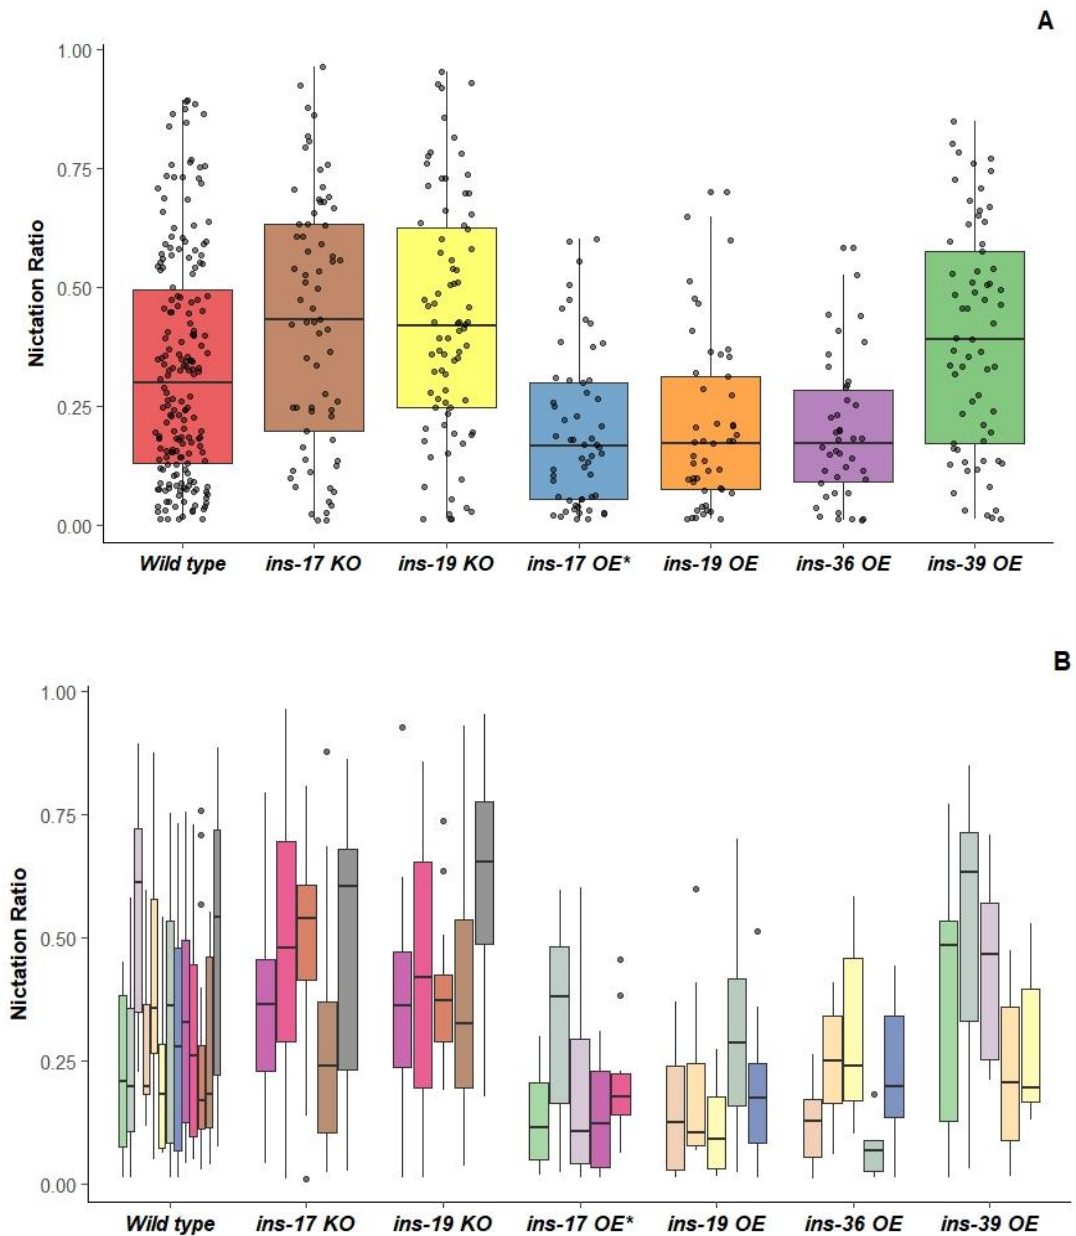 A
1.00
0.75
0.50
0.25
0.00
Nictation Ratio
Wild type ins-17 KO ins-19 KO ins-17 OE* ins-19 OE ins-36 OE ins-39 OE
B
1.00
0.75
0.50
0.25
0.00
Nictation Ratio
Wild type ins-17 KO ins-19 KO ins-17 OE* ins-19 OE ins-36 OE ins-39 OE